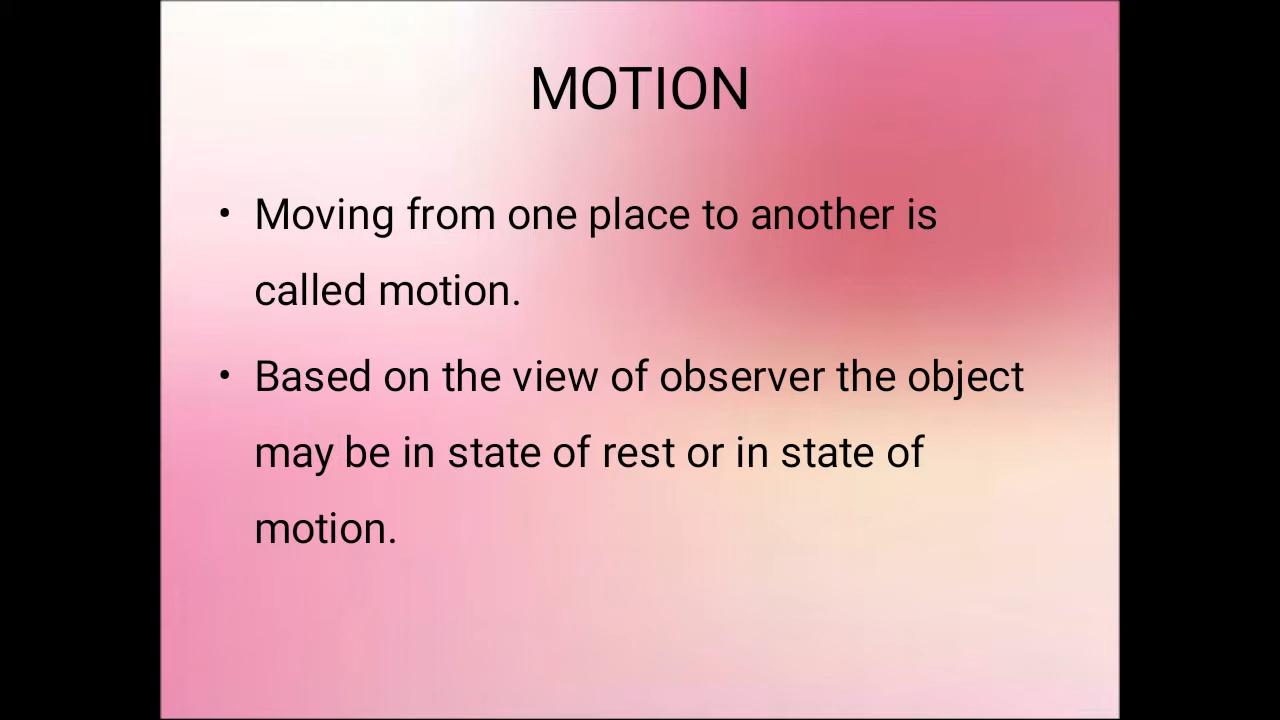 MOTION
• Moving from one place to another is
called motion.
• Based on the view of observer the object
may be in state of rest or in state of
motion.